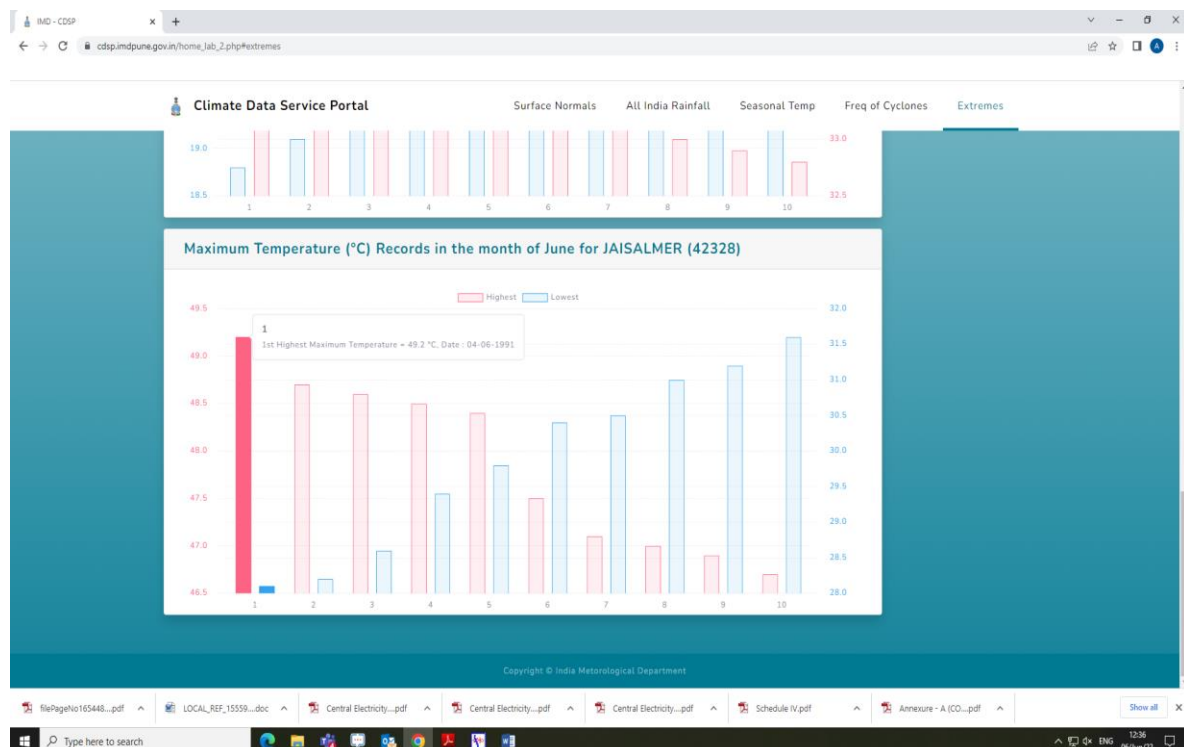 IMD - CDSP
cdsp.imdpune.gov.in/home_lab_2.php#extremes
A
Climate Data Service Portal
Surface Normals All India Rainfall Seasonal Temp Freq of Cyclones Extremes
19.0 33.0
18.5 32.5
1 2 3 4 5 6 7 8 9 10
Maximum Temperature (°C) Records in the month of June for JAISALMER (42328)
Highest Lowest
49.5 32.0
1
1st Highest Maximum Temperature = 49.2 °C, Date : 04-06-1991
31.5
49.0
31.0
48.5
30.5
48.0 30.0
29.5
47.5
29.0
47.0
28.5
46.5 28.0
1 2 3 4 5 6 7 8 9 10
Copyright © India Metorological Department
filePageNo165448....pdf LOCAL_REF_15559....doc Central Electricity....pdf Central Electricity....pdf Central Electricity....pdf Schedule IV.pdf Annexure - A (CO....pdf Show all
Type here to search
ENG 12:36